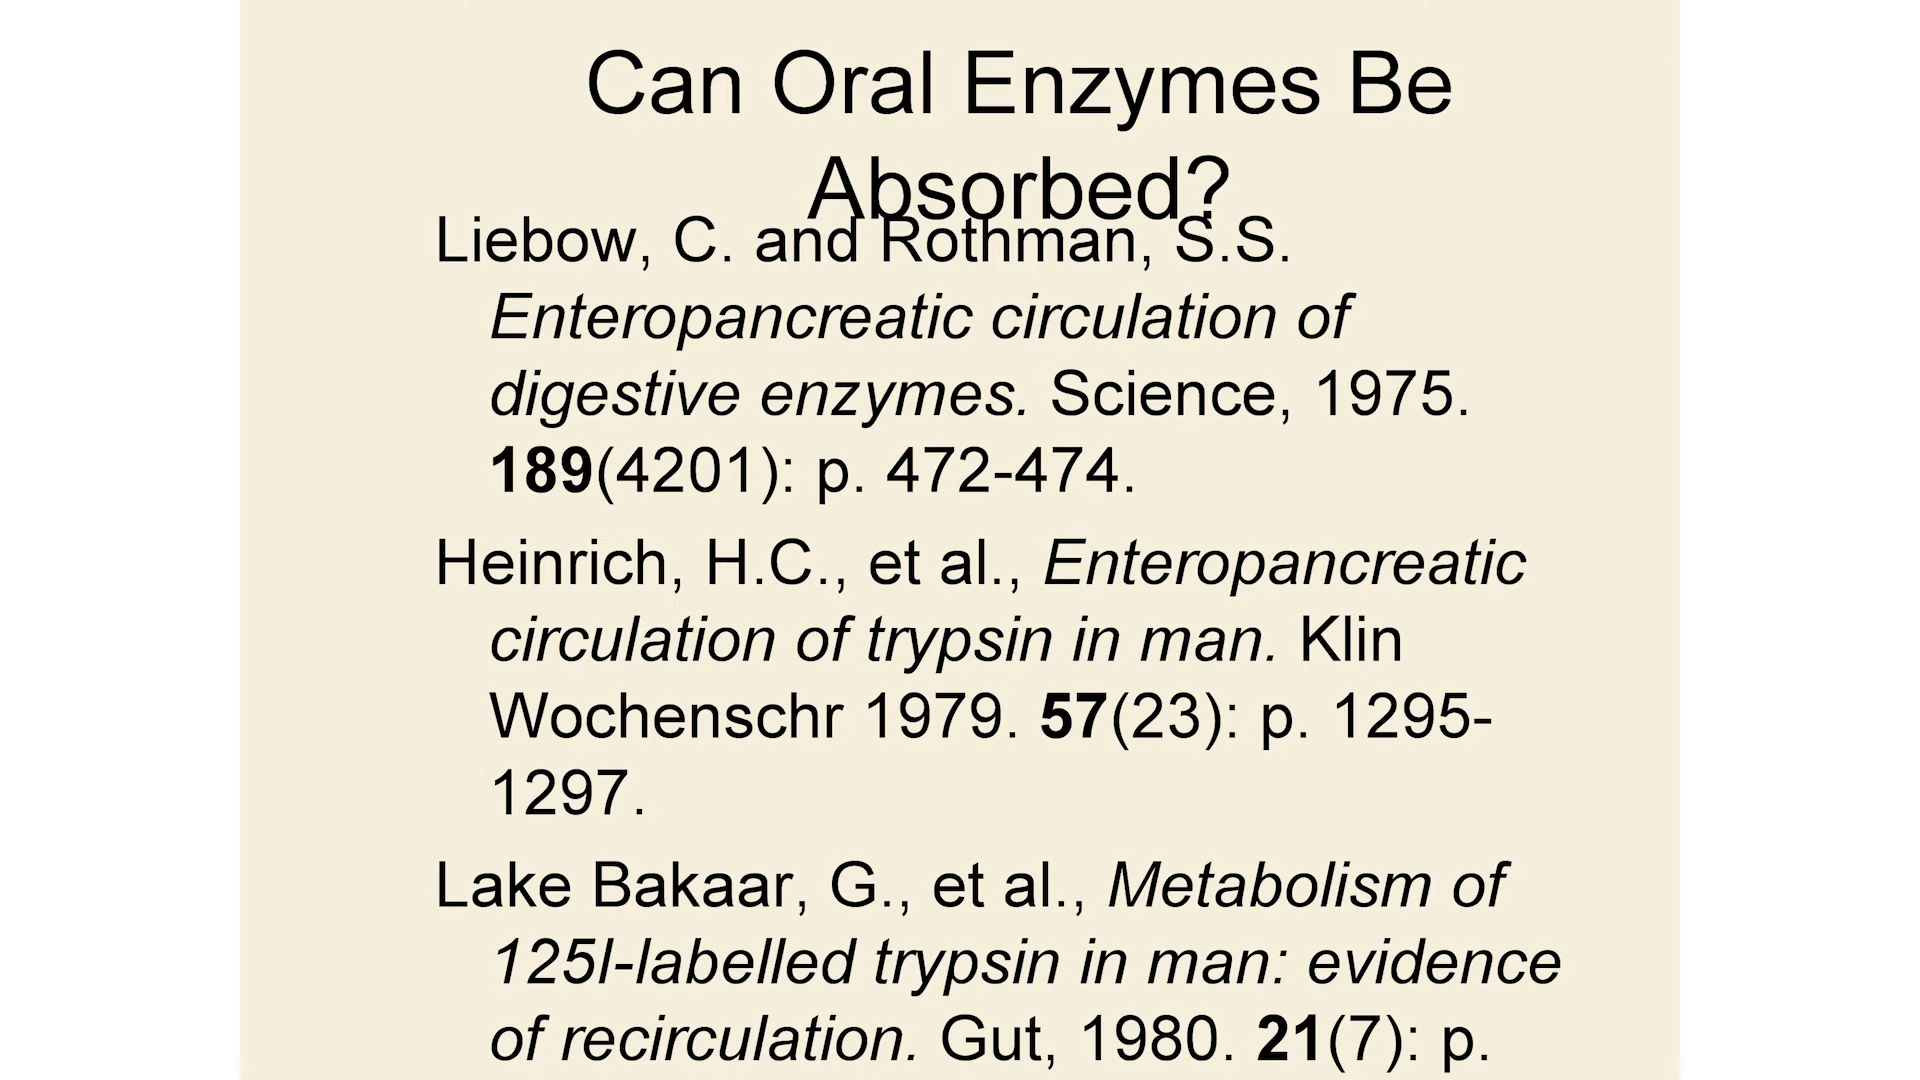 Can Oral Enzymes Be
Absorbed?
Liebow, C. and Rothman, S.S.
Enteropancreatic circulation of
digestive enzymes. Science, 1975.
189(4201): p. 472-474.
Heinrich, H.C., et al., Enteropancreatic
circulation of trypsin in man. Klin
Wochenschr 1979. 57(23): p. 1295-
1297.
Lake Bakaar, G., et al., Metabolism of
125I-labelled trypsin in man: evidence
of recirculation. Gut, 1980. 21(7): p.